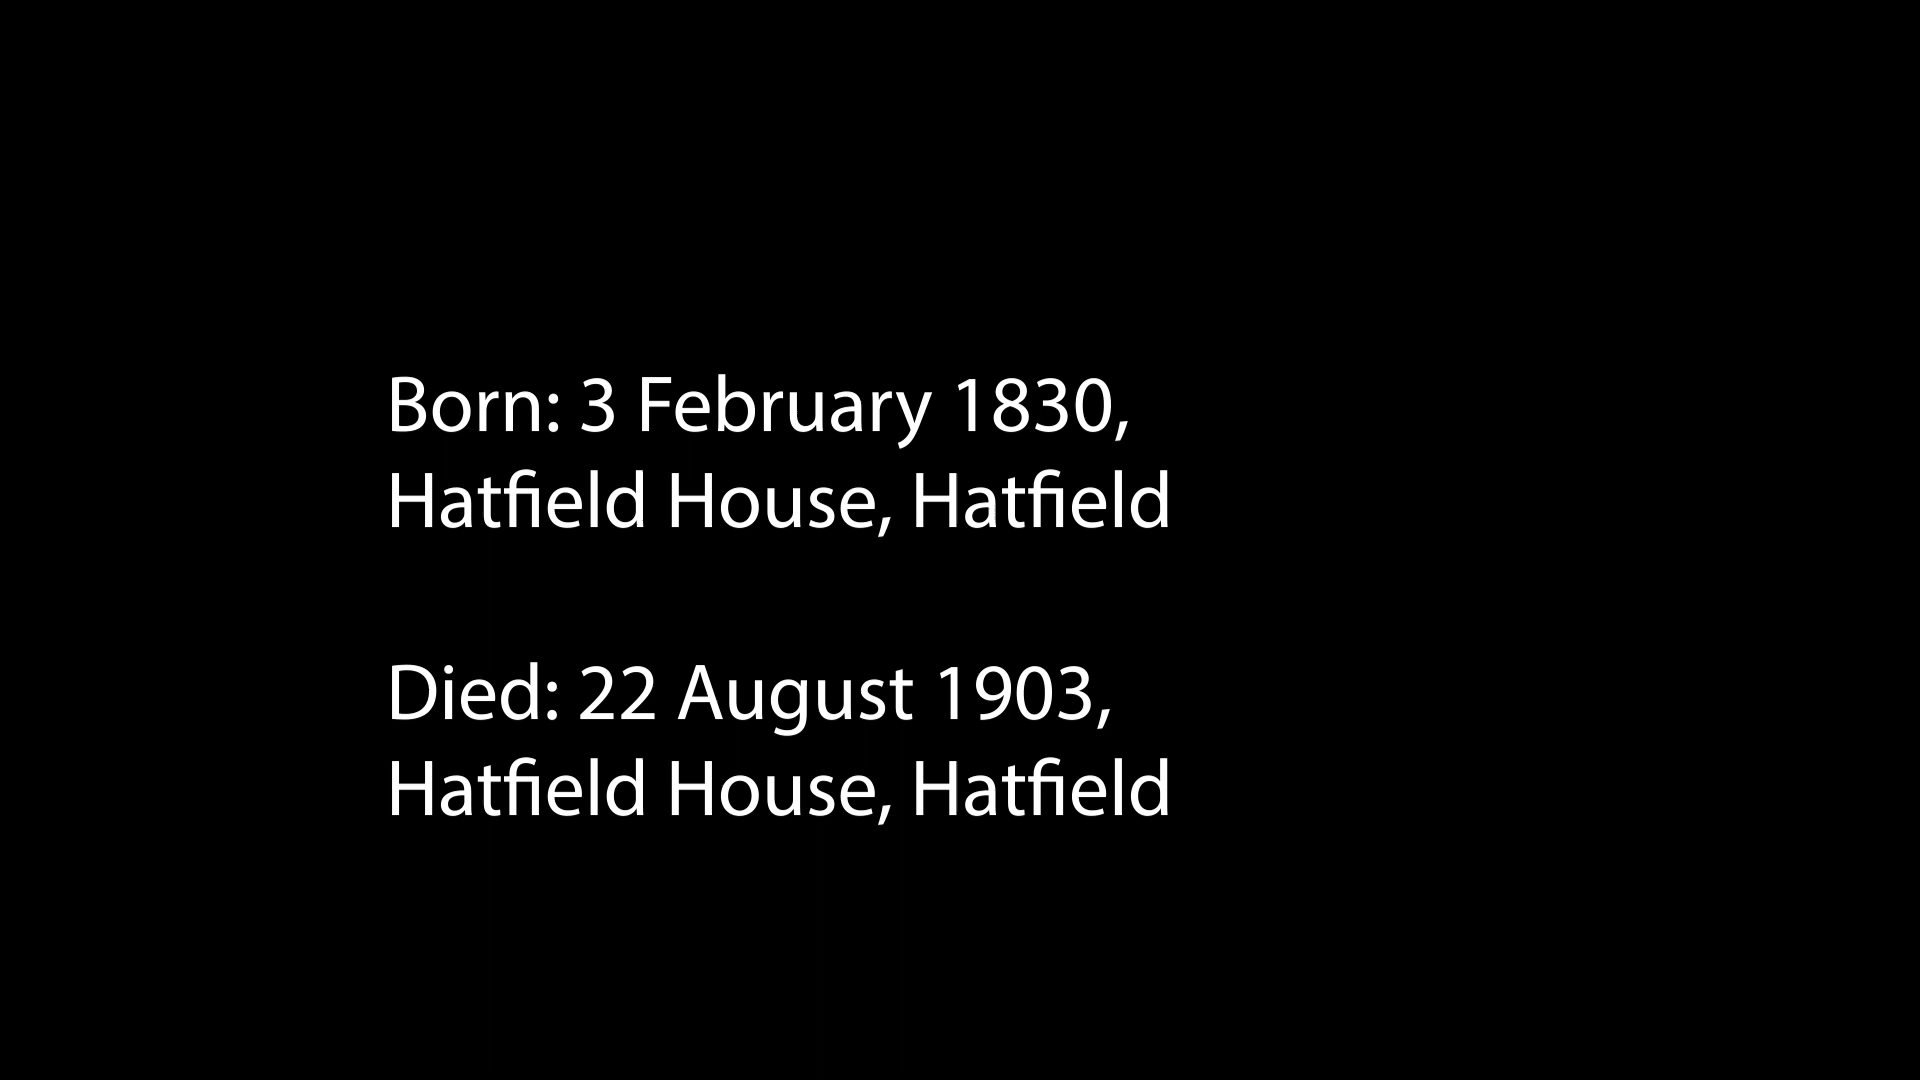 Born: 3 February 1830,
Hatfield House, Hatfield
Died: 22 August 1903,
Hatfield House, Hatfield